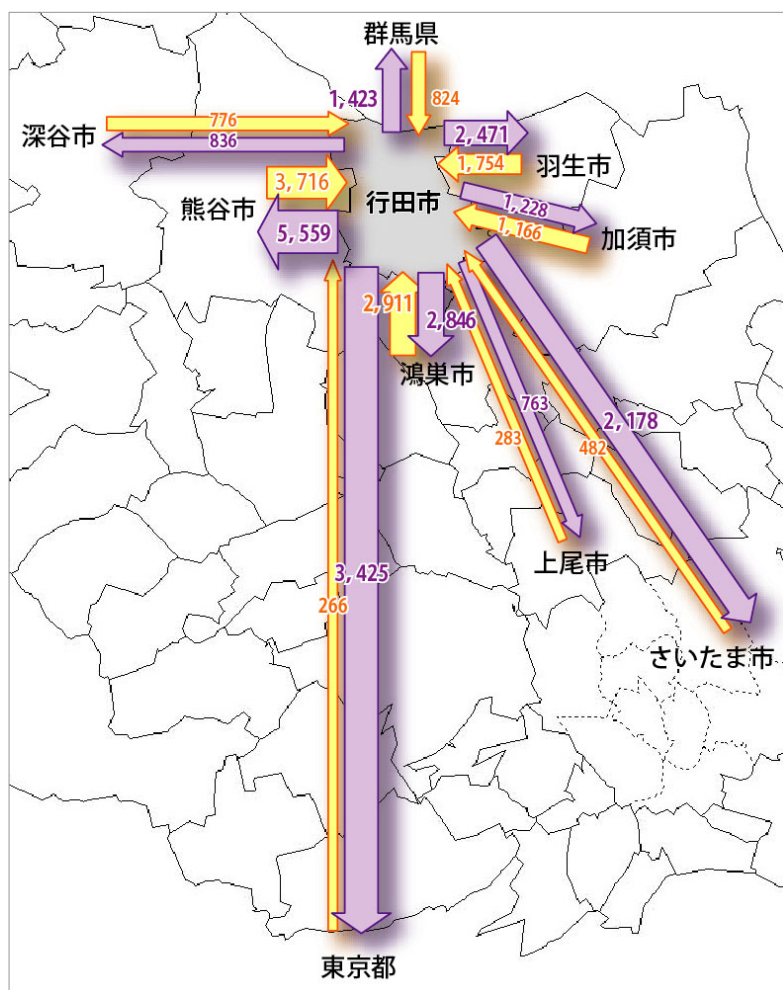 群馬県
1,423
824
深谷市
776
836
2,471
1,754
羽生市
3,716
熊谷市
行田市
1,228
1,166
加須市
5,559
2,911
2,846
鴻巣市
763
283
2,178
482
上尾市
3,425
266
さいたま市
東京都